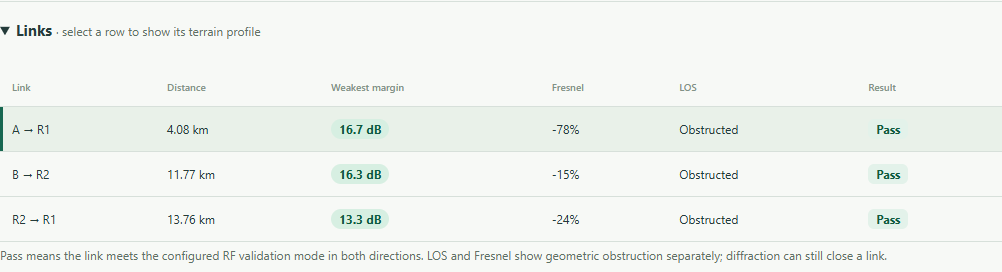 ▼ Links · select a row to show its terrain profile
Link Distance Weakest margin Fresnel LOS Result
A → R1 4.08 km 16.7 dB -78% Obstructed Pass
B → R2 11.77 km 16.3 dB -15% Obstructed Pass
R2 → R1 13.76 km 13.3 dB -24% Obstructed Pass
Pass means the link meets the configured RF validation mode in both directions. LOS and Fresnel show geometric obstruction separately; diffraction can still close a link.